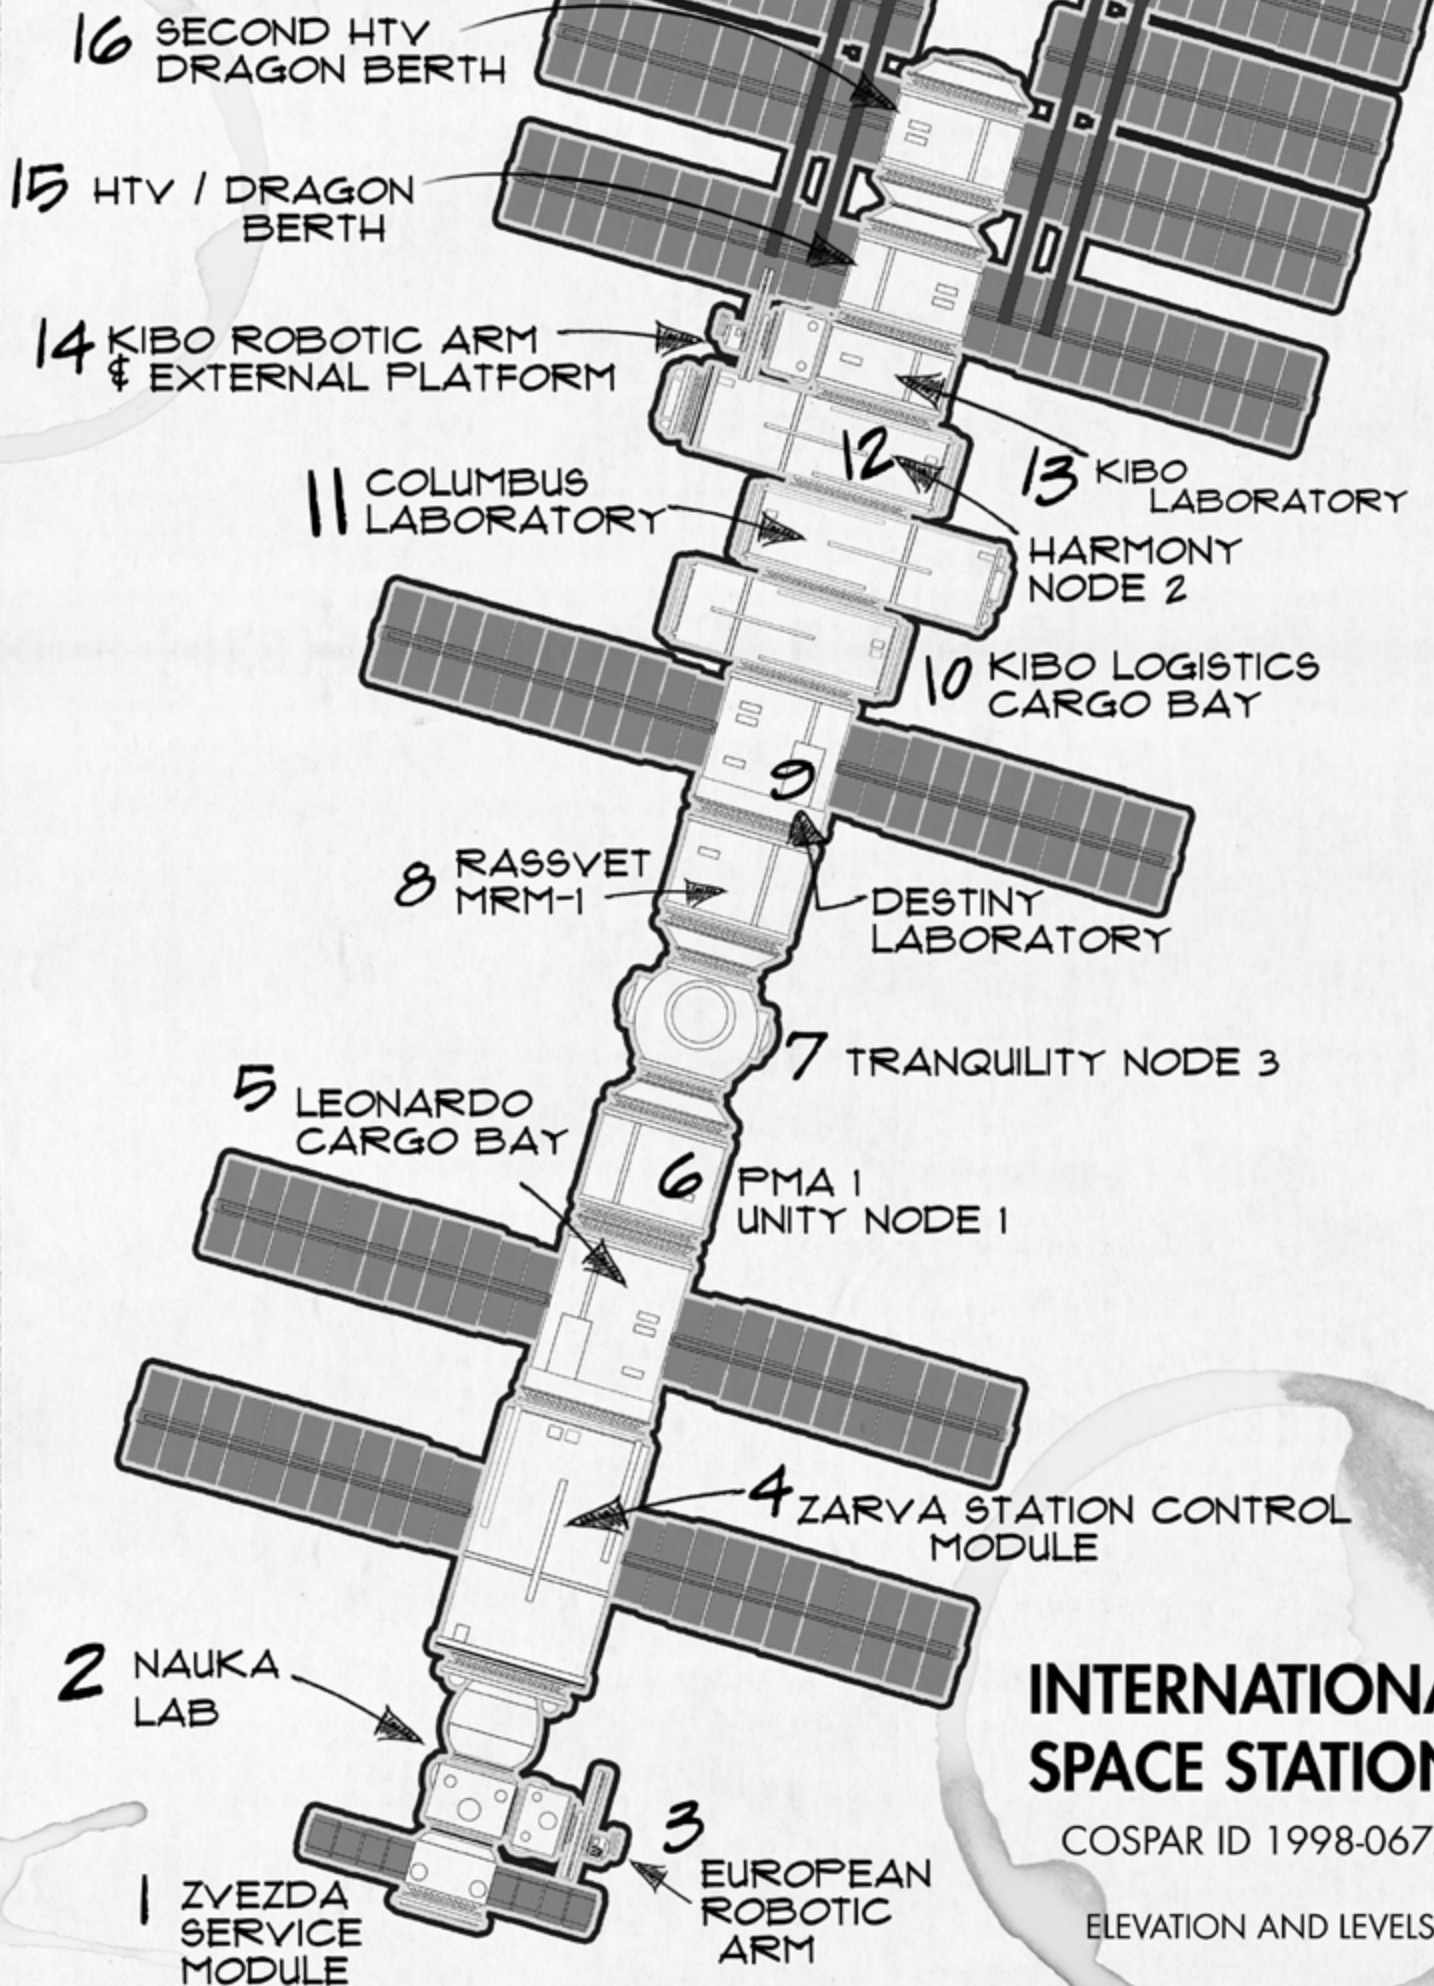 16 SECOND HTV
DRAGON BERTH
15 HTV / DRAGON
BERTH
14 KIBO ROBOTIC ARM
& EXTERNAL PLATFORM
13 KIBO
LABORATORY
12
HARMONY
NODE 2
11 COLUMBUS
LABORATORY
10 KIBO LOGISTICS
CARGO BAY
9
DESTINY
LABORATORY
8 RASSVET
MRM-1
7 TRANQUILITY NODE 3
5 LEONARDO
CARGO BAY
6 PMA 1
UNITY NODE 1
4 ZARVA STATION CONTROL
MODULE
2 NAUKA
LAB
3
EUROPEAN
ROBOTIC
ARM
1 ZVEZDA
SERVICE
MODULE
INTERNATIONA
SPACE STATION
COSPAR ID 1998-067
ELEVATION AND LEVELS